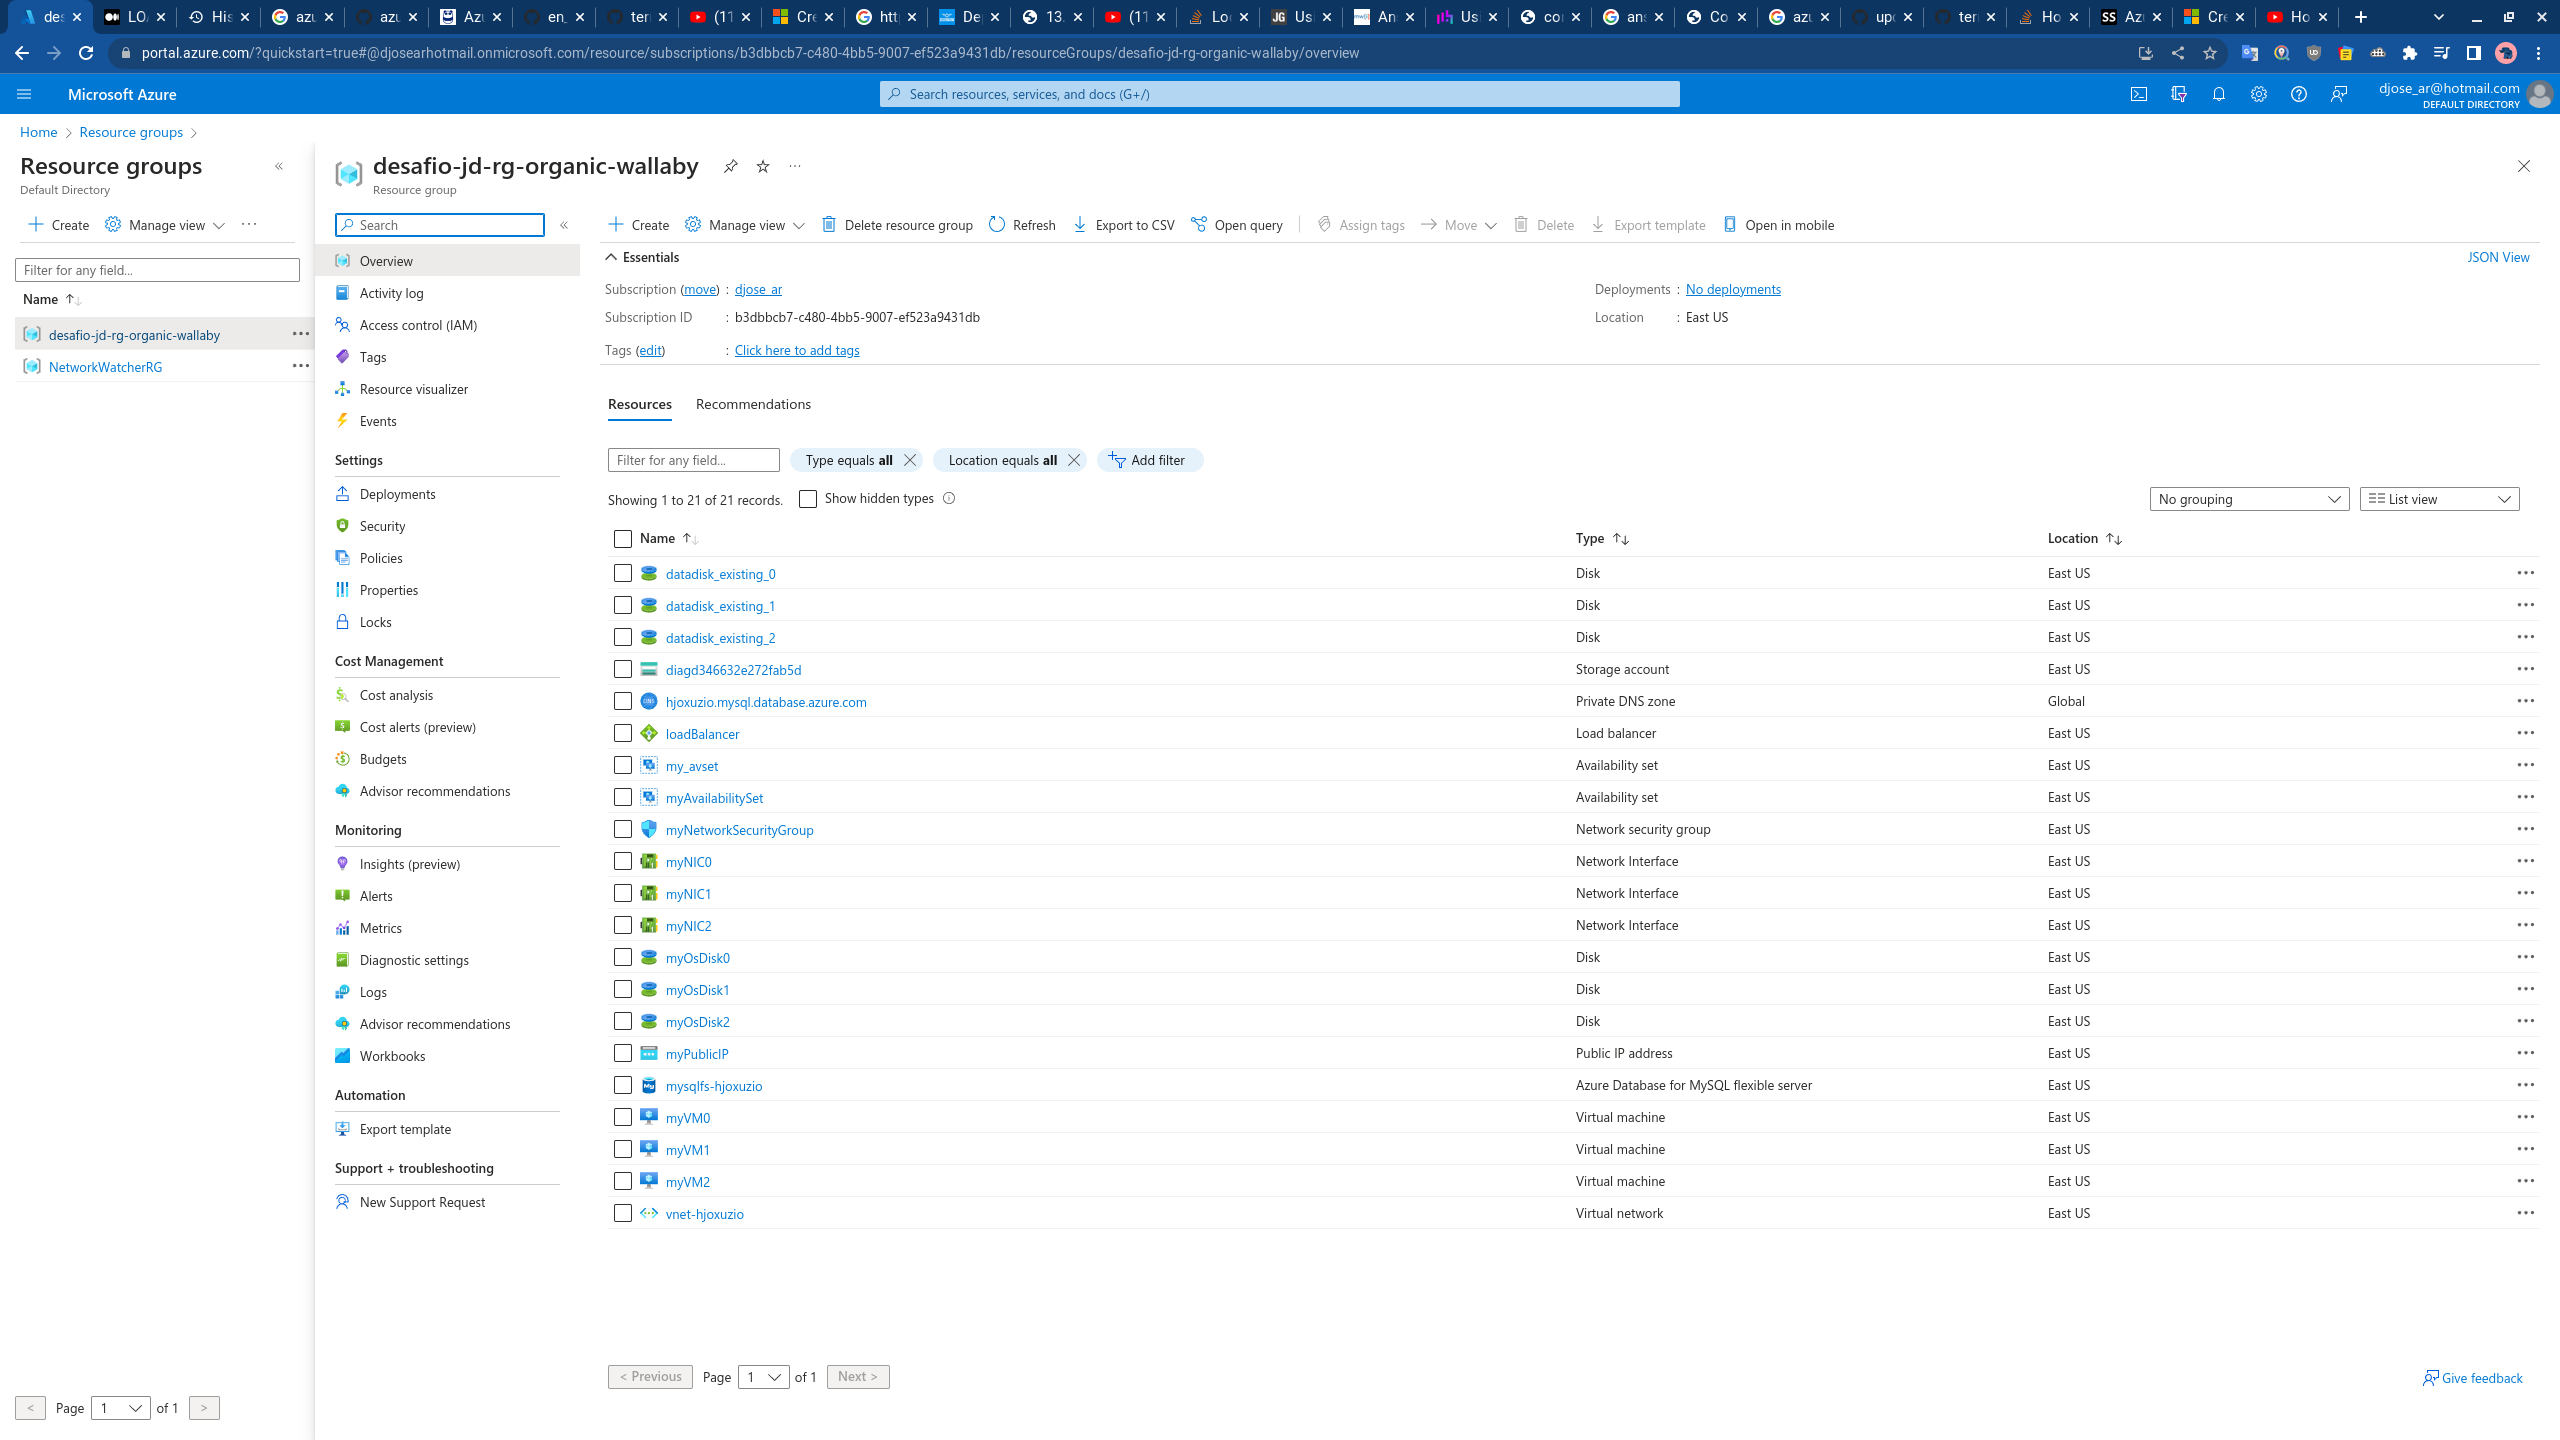 des
LO
His
azu
azu
Azu
en_
terr
(11
Cre
http
De
13.
(11
Lo
Usi
An
Usi
co
ans
Co
azu
upd
terr
Ho
Azu
Cre
Ho
portal.azure.com/?quickstart=true#@djosearhotmail.onmicrosoft.com/resource/subscriptions/b3dbbcb7-c480-4bb5-9007-ef523a9431db/resourceGroups/desafio-jd-rg-organic-wallaby/overview
Microsoft Azure
Search resources, services, and docs (G+/)
djose_ar@hotmail.com
DEFAULT DIRECTORY
Home > Resource groups >
Resource groups
Default Directory
Create Manage view ...
Filter for any field...
Name
desafio-jd-rg-organic-wallaby
NetworkWatcherRG
< Page 1 of 1 >
desafio-jd-rg-organic-wallaby
Resource group
Search
Overview
Activity log
Access control (IAM)
Tags
Resource visualizer
Events
Settings
Deployments
Security
Policies
Properties
Locks
Cost Management
Cost analysis
Cost alerts (preview)
Budgets
Advisor recommendations
Monitoring
Insights (preview)
Alerts
Metrics
Diagnostic settings
Logs
Advisor recommendations
Workbooks
Automation
Export template
Support + troubleshooting
New Support Request
Create Manage view Delete resource group Refresh Export to CSV Open query Assign tags Move Delete Export template Open in mobile
Essentials JSON View
Subscription (move) : djose_ar Deployments : No deployments
Subscription ID : b3dbbcb7-c480-4bb5-9007-ef523a9431db Location : East US
Tags (edit) : Click here to add tags
Resources Recommendations
Filter for any field... Type equals all Location equals all Add filter
Showing 1 to 21 of 21 records. Show hidden types No grouping List view
Name Type Location
datadisk_existing_0 Disk East US
datadisk_existing_1 Disk East US
datadisk_existing_2 Disk East US
diagd346632e272fab5d Storage account East US
hjoxuzio.mysql.database.azure.com Private DNS zone Global
loadBalancer Load balancer East US
my_avset Availability set East US
myAvailabilitySet Availability set East US
myNetworkSecurityGroup Network security group East US
myNIC0 Network Interface East US
myNIC1 Network Interface East US
myNIC2 Network Interface East US
myOsDisk0 Disk East US
myOsDisk1 Disk East US
myOsDisk2 Disk East US
myPublicIP Public IP address East US
mysqlfs-hjoxuzio Azure Database for MySQL flexible server East US
myVM0 Virtual machine East US
myVM1 Virtual machine East US
myVM2 Virtual machine East US
vnet-hjoxuzio Virtual network East US
< Previous Page 1 of 1 Next >
Give feedback